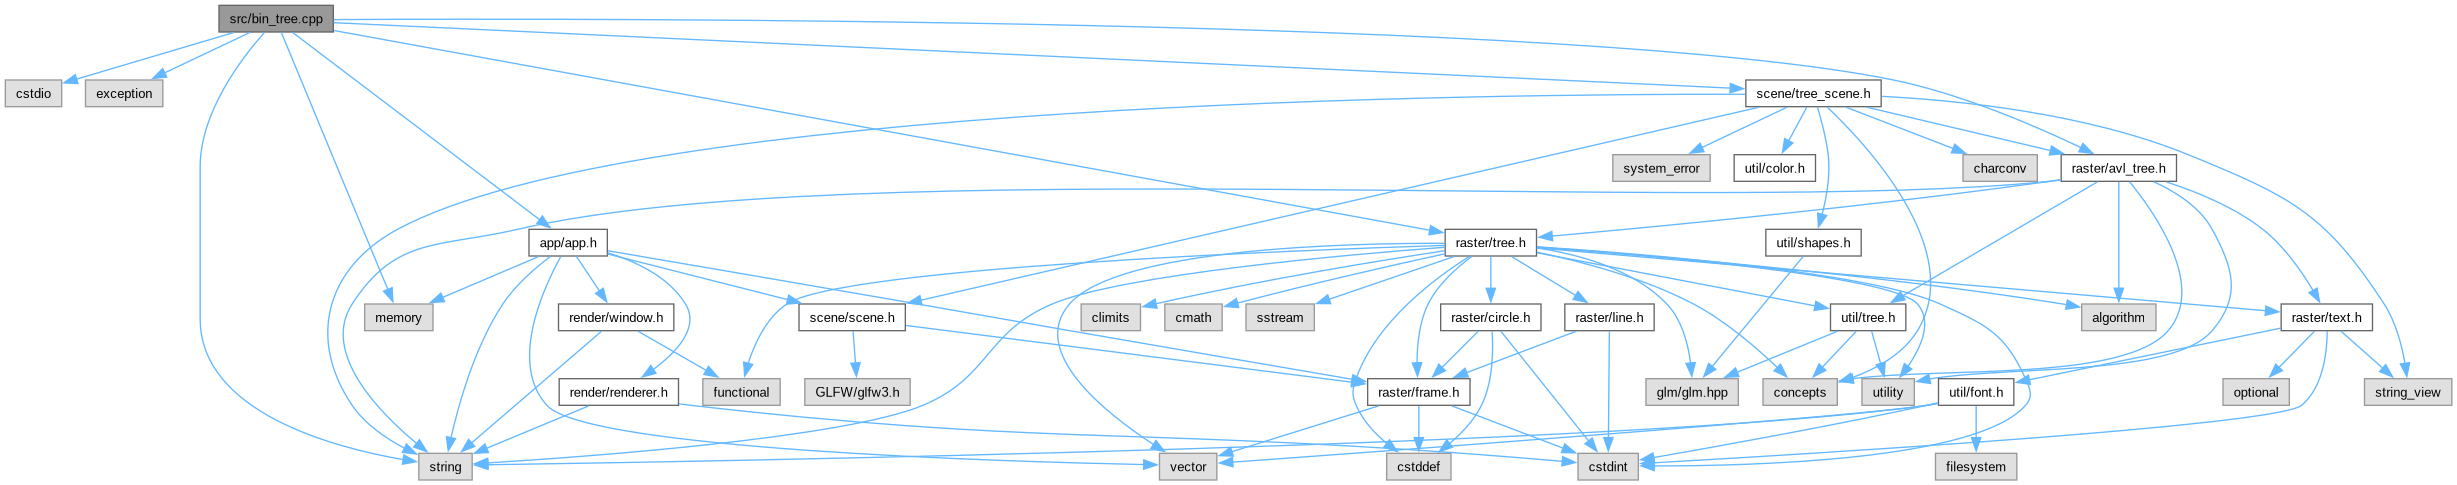 src/bin_tree.cpp
cstdio
exception
scene/tree_scene.h
system_error
util/color.h
charconv
raster/avl_tree.h
app/app.h
raster/tree.h
util/shapes.h
memory
render/window.h
scene/scene.h
climits
cmath
sstream
raster/circle.h
raster/line.h
util/tree.h
algorithm
raster/text.h
render/renderer.h
functional
GLFW/glfw3.h
raster/frame.h
glm/glm.hpp
concepts
utility
util/font.h
optional
string_view
string
vector
cstddef
cstdint
filesystem